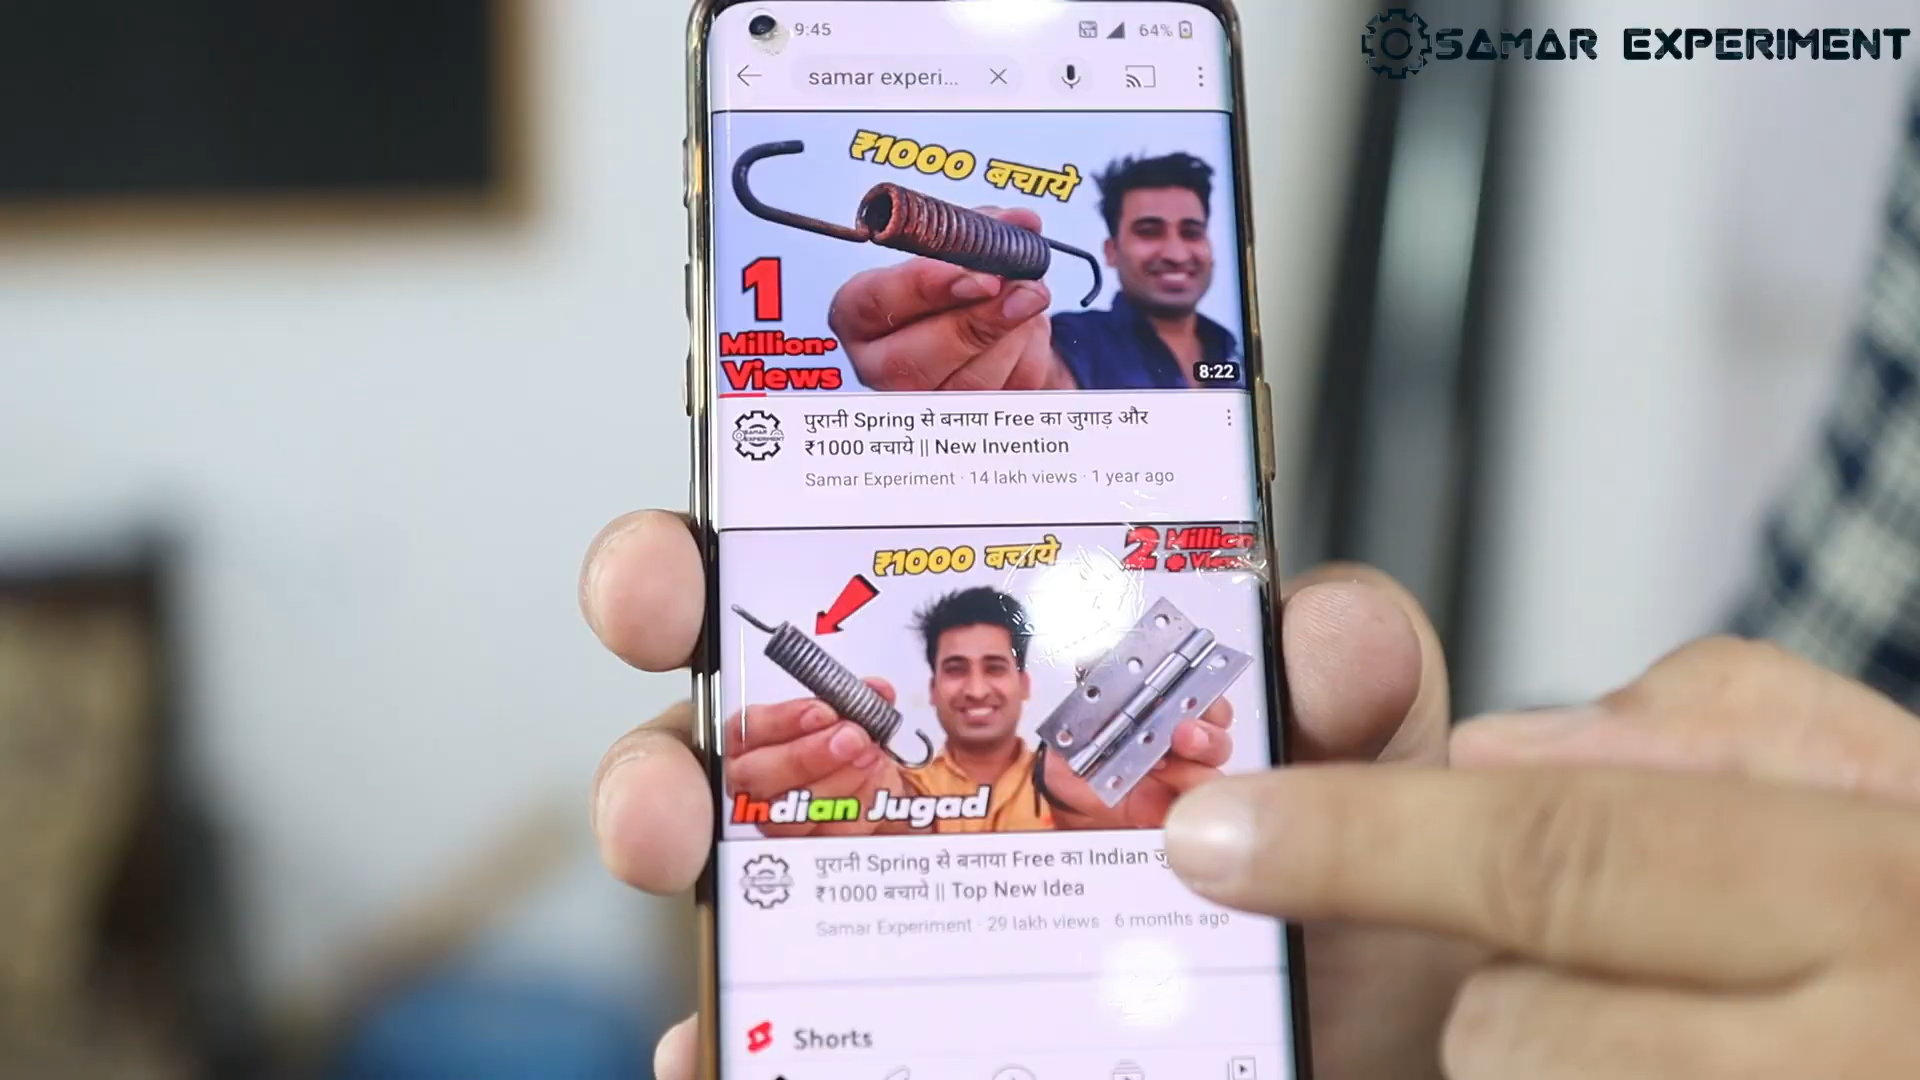 SAMAR EXPERIMENT
9:45
64%
samar experi...
₹1000 बचाये
1
Million+
Views
8:22
पुरानी Spring से बनाया Free का जुगाड़ और
₹1000 बचाये || New Invention
Samar Experiment · 14 lakh views · 1 year ago
₹1000 बचाये
2 Million
+ Views
Indian Jugad
पुरानी Spring से बनाया Free का Indian
₹1000 बचाये || Top New Idea
Samar Experiment · 29 lakh views · 6 months ago
Shorts